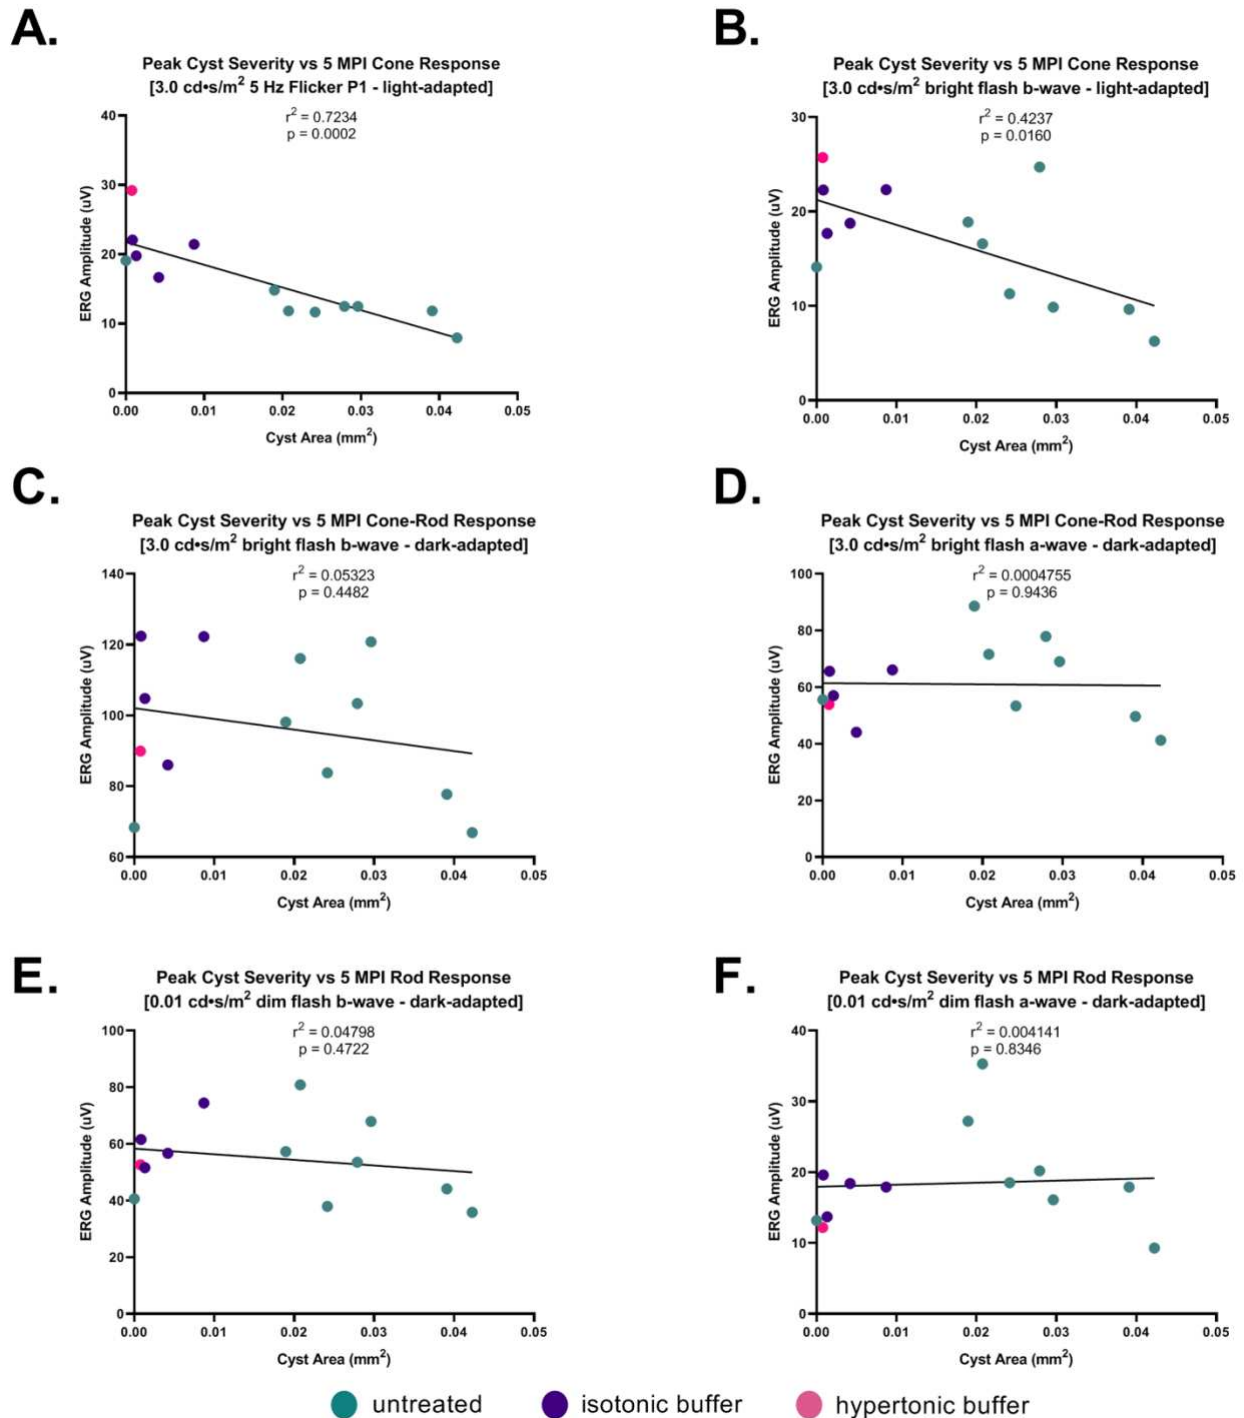 A.
Peak Cyst Severity vs 5 MPI Cone Response
[3.0 cd•s/m² 5 Hz Flicker P1 - light-adapted]
r² = 0.7234
p = 0.0002
ERG Amplitude (uV)
40
30
20
10
0
0.00 0.01 0.02 0.03 0.04 0.05
Cyst Area (mm²)
B.
Peak Cyst Severity vs 5 MPI Cone Response
[3.0 cd•s/m² bright flash b-wave - light-adapted]
r² = 0.4237
p = 0.0160
ERG Amplitude (uV)
30
20
10
0
0.00 0.01 0.02 0.03 0.04 0.05
Cyst Area (mm²)
C.
Peak Cyst Severity vs 5 MPI Cone-Rod Response
[3.0 cd•s/m² bright flash b-wave - dark-adapted]
r² = 0.05323
p = 0.4482
ERG Amplitude (uV)
140
120
100
80
60
0.00 0.01 0.02 0.03 0.04 0.05
Cyst Area (mm²)
D.
Peak Cyst Severity vs 5 MPI Cone-Rod Response
[3.0 cd•s/m² bright flash a-wave - dark-adapted]
r² = 0.0004755
p = 0.9436
ERG Amplitude (uV)
100
80
60
40
20
0
0.00 0.01 0.02 0.03 0.04 0.05
Cyst Area (mm²)
E.
Peak Cyst Severity vs 5 MPI Rod Response
[0.01 cd•s/m² dim flash b-wave - dark-adapted]
r² = 0.04798
p = 0.4722
ERG Amplitude (uV)
100
80
60
40
20
0
0.00 0.01 0.02 0.03 0.04 0.05
Cyst Area (mm²)
F.
Peak Cyst Severity vs 5 MPI Rod Response
[0.01 cd•s/m² dim flash a-wave - dark-adapted]
r² = 0.004141
p = 0.8346
ERG Amplitude (uV)
40
30
20
10
0
0.00 0.01 0.02 0.03 0.04 0.05
Cyst Area (mm²)
untreated isotonic buffer hypertonic buffer